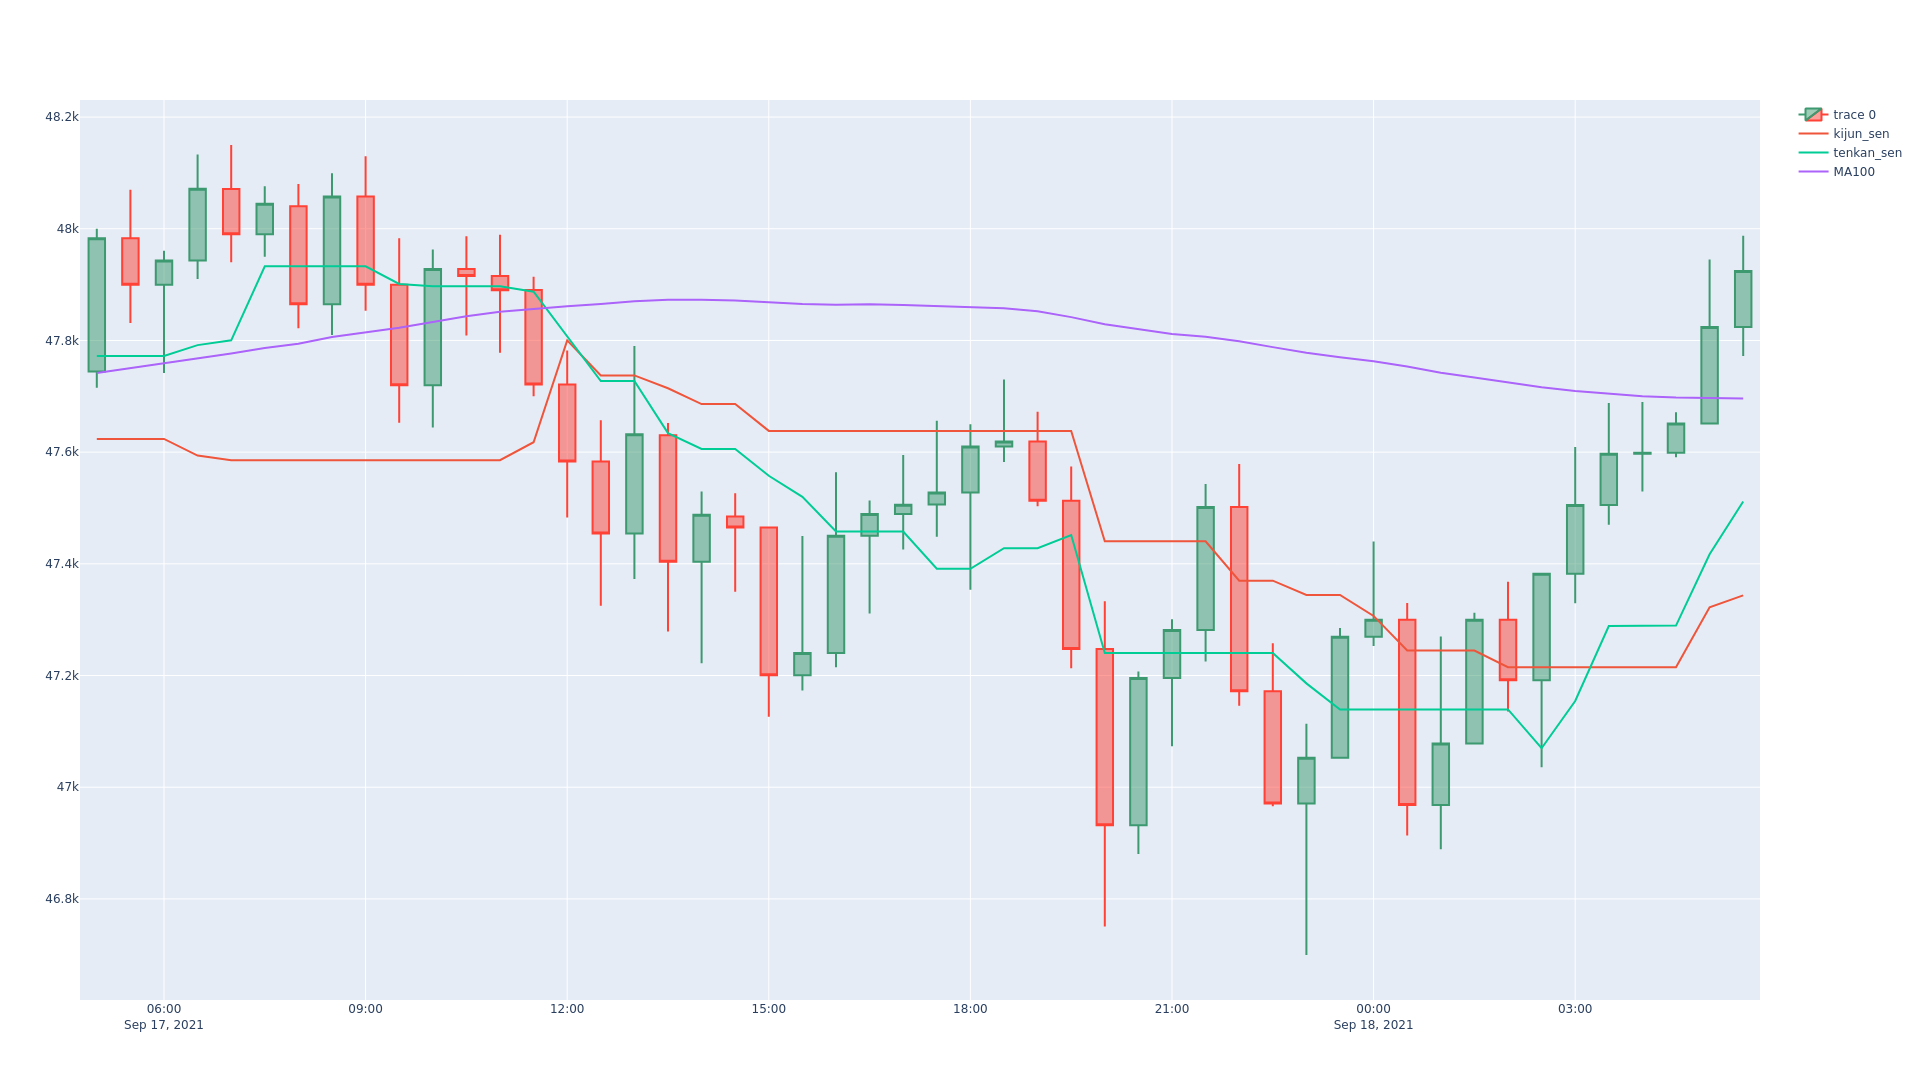 48.2k
48k
47.8k
47.6k
47.4k
47.2k
47k
46.8k
06:00
Sep 17, 2021
09:00
12:00
15:00
18:00
21:00
00:00
Sep 18, 2021
03:00
trace 0
kijun_sen
tenkan_sen
MA100